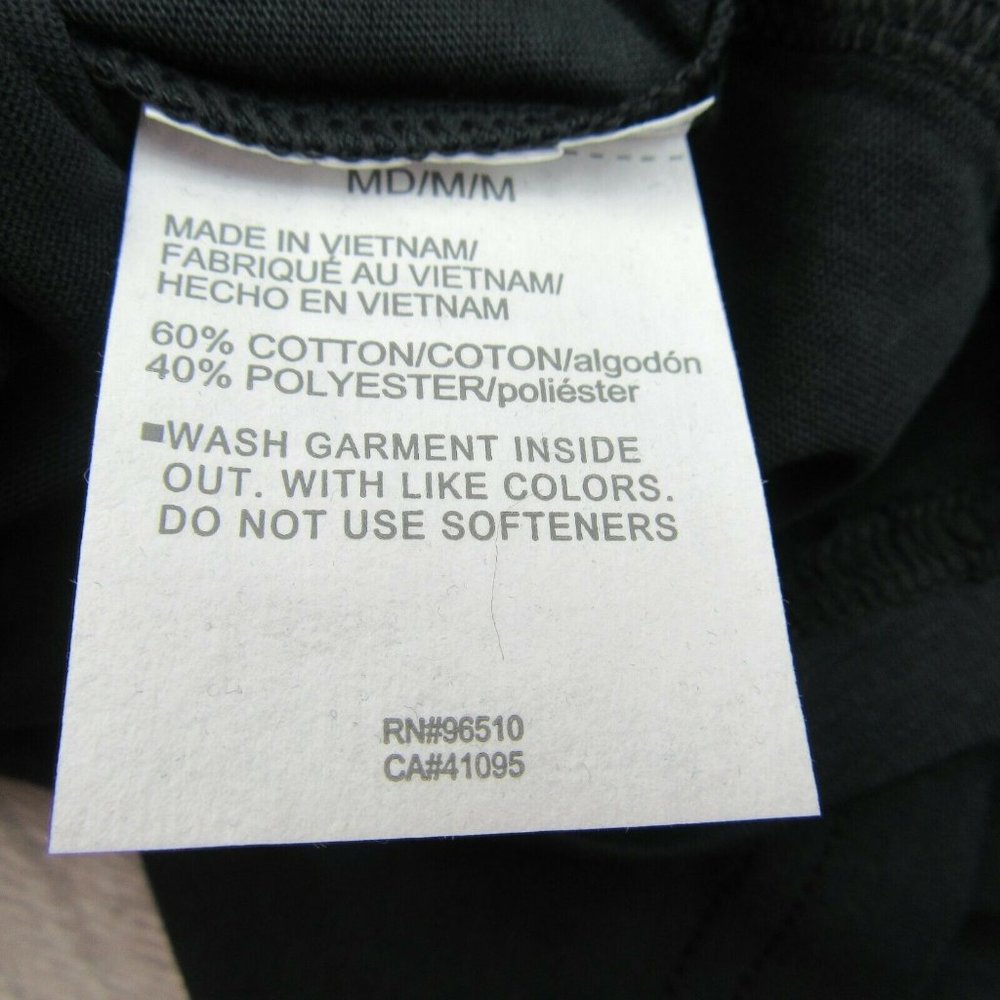 MD/M/M
MADE IN VIETNAM/
FABRIQUÉ AU VIETNAM/
HECHO EN VIETNAM
60% COTTON/COTON/algodón
40% POLYESTER/poliéster
■WASH GARMENT INSIDE
OUT. WITH LIKE COLORS.
DO NOT USE SOFTENERS
RN#96510
CA#41095